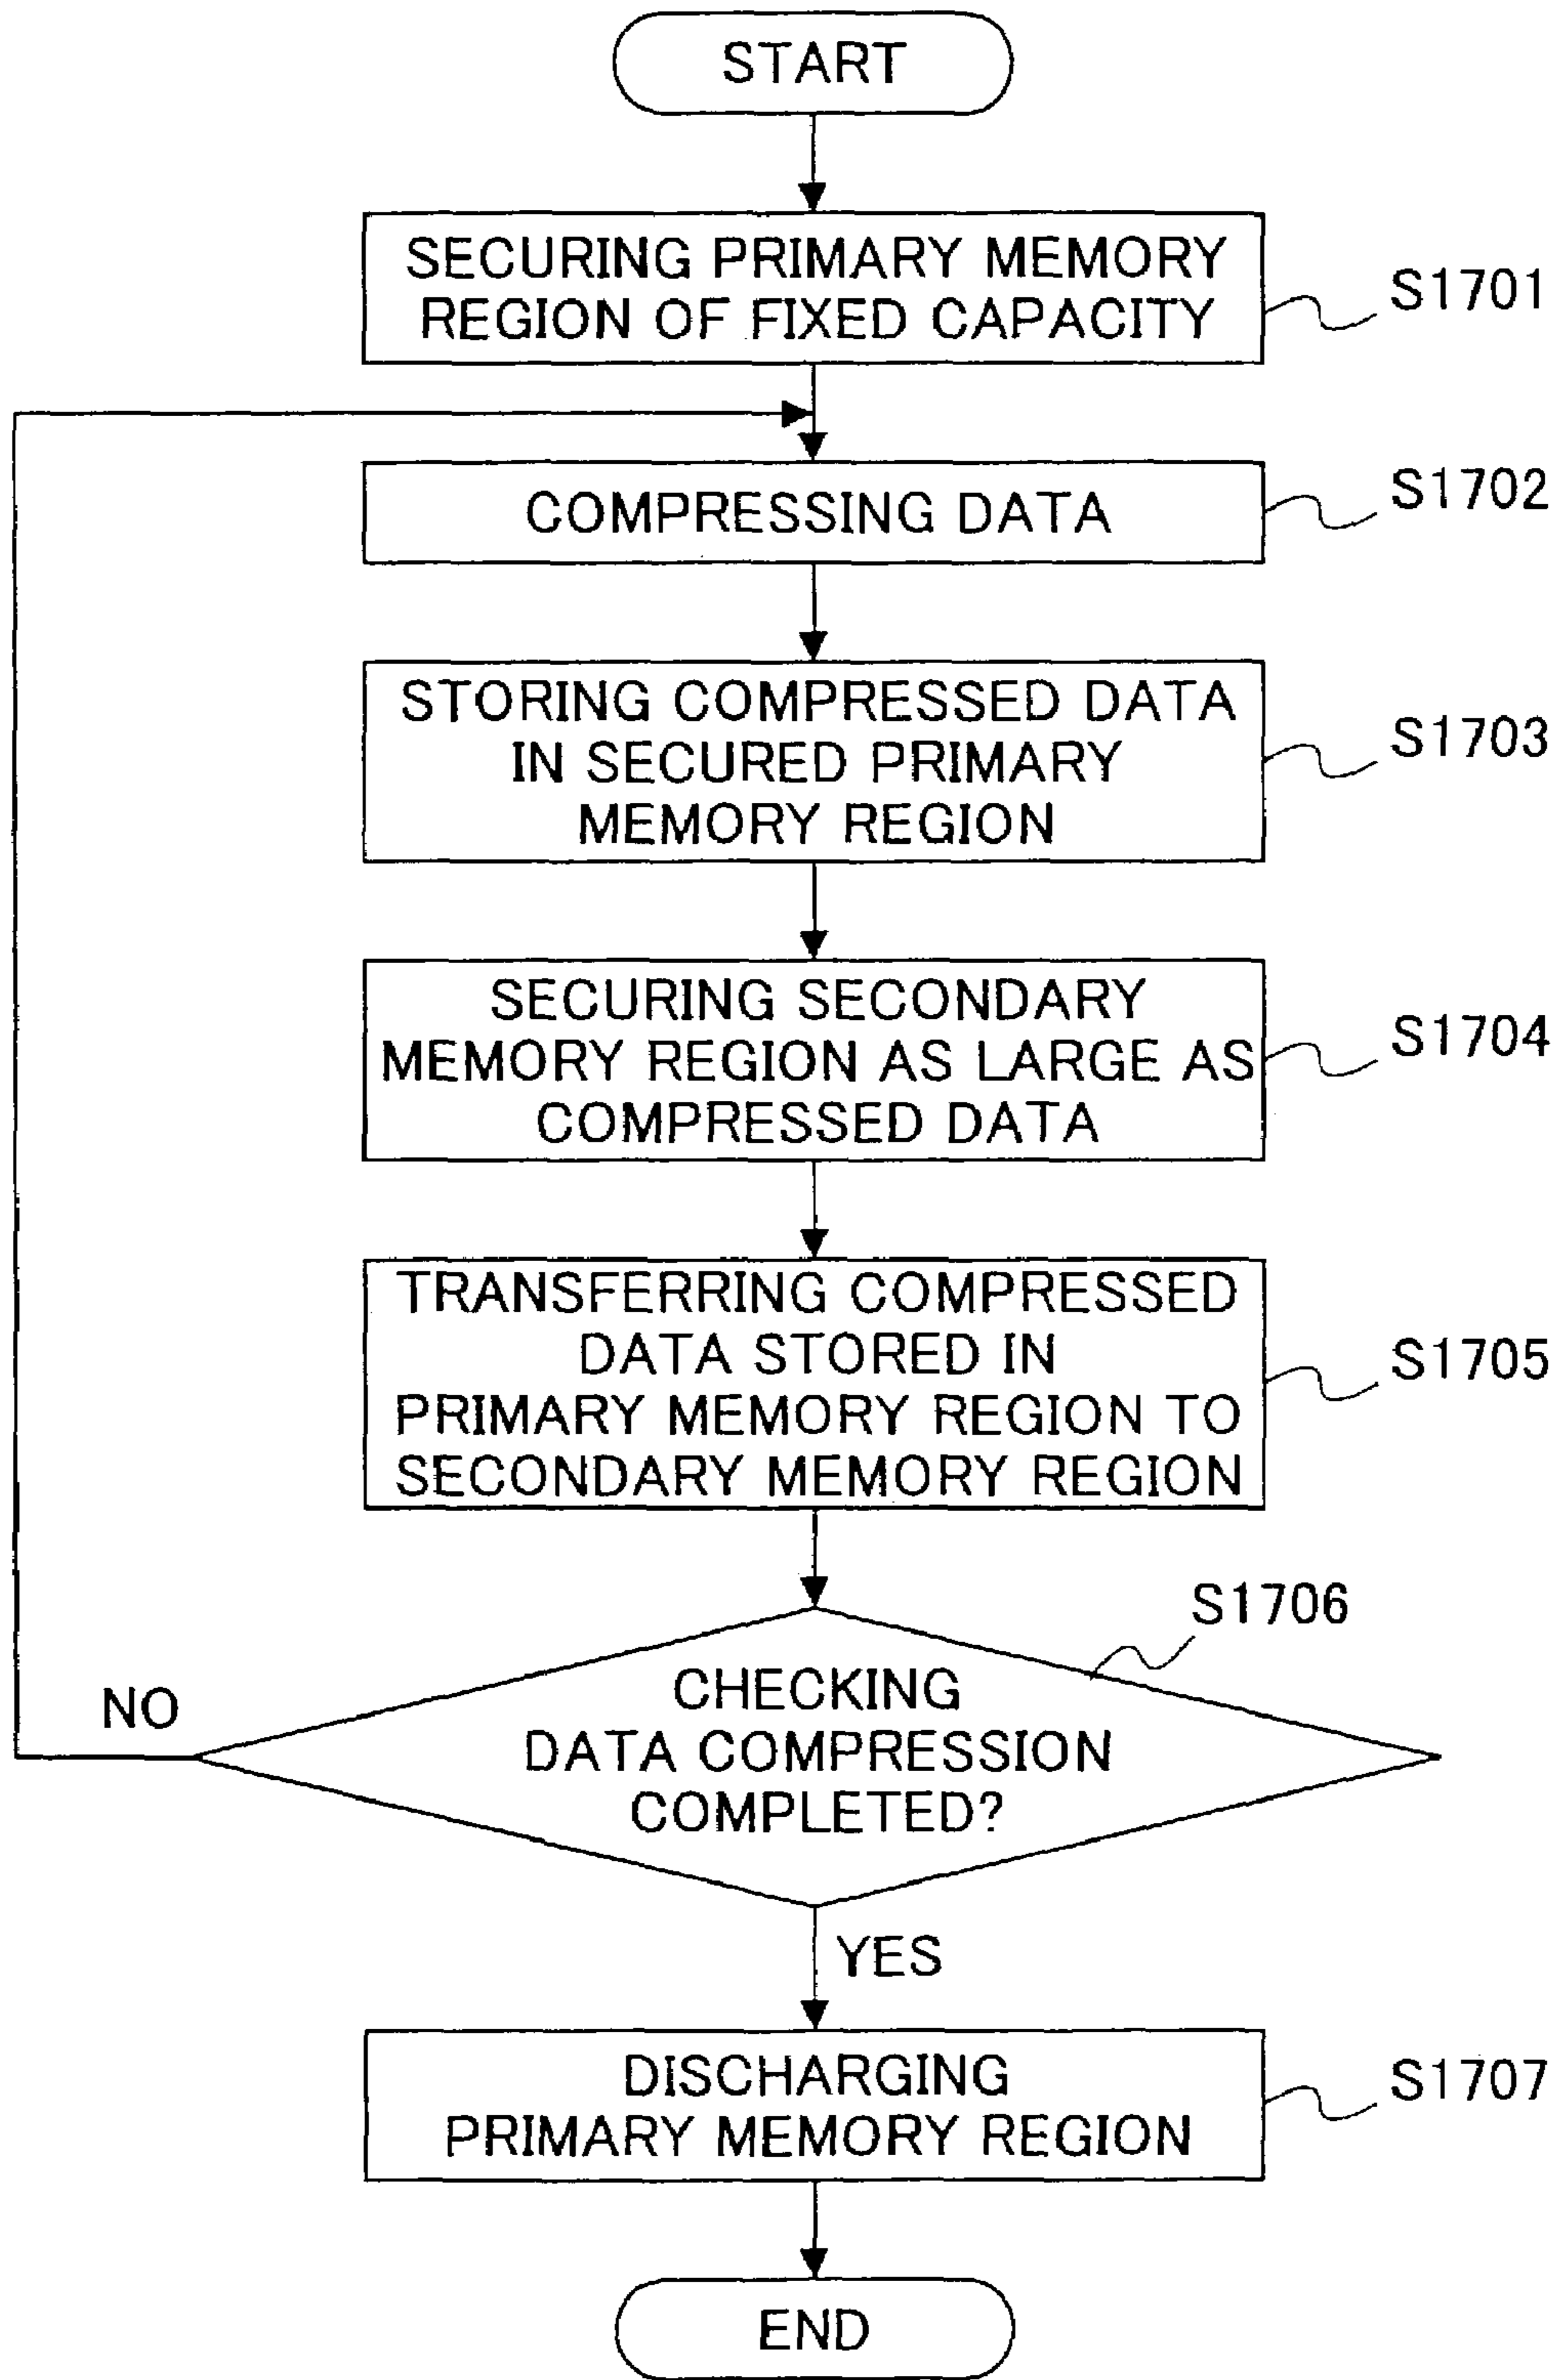 START
SECURING PRIMARY MEMORY
REGION OF FIXED CAPACITY
S1701
COMPRESSING DATA
S1702
STORING COMPRESSED DATA
IN SECURED PRIMARY
MEMORY REGION
S1703
SECURING SECONDARY
MEMORY REGION AS LARGE AS
COMPRESSED DATA
S1704
TRANSFERRING COMPRESSED
DATA STORED IN
PRIMARY MEMORY REGION TO
SECONDARY MEMORY REGION
S1705
S1706
CHECKING
DATA COMPRESSION
COMPLETED?
NO
YES
DISCHARGING
PRIMARY MEMORY REGION
S1707
END